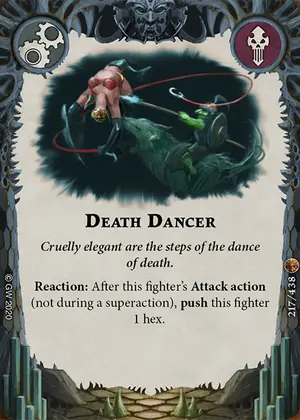 DEATH DANCER
Cruelly elegant are the steps of the dance
of death.
Reaction: After this fighter's Attack action
(not during a superaction), push this fighter
1 hex.
© GW 2020
217/438